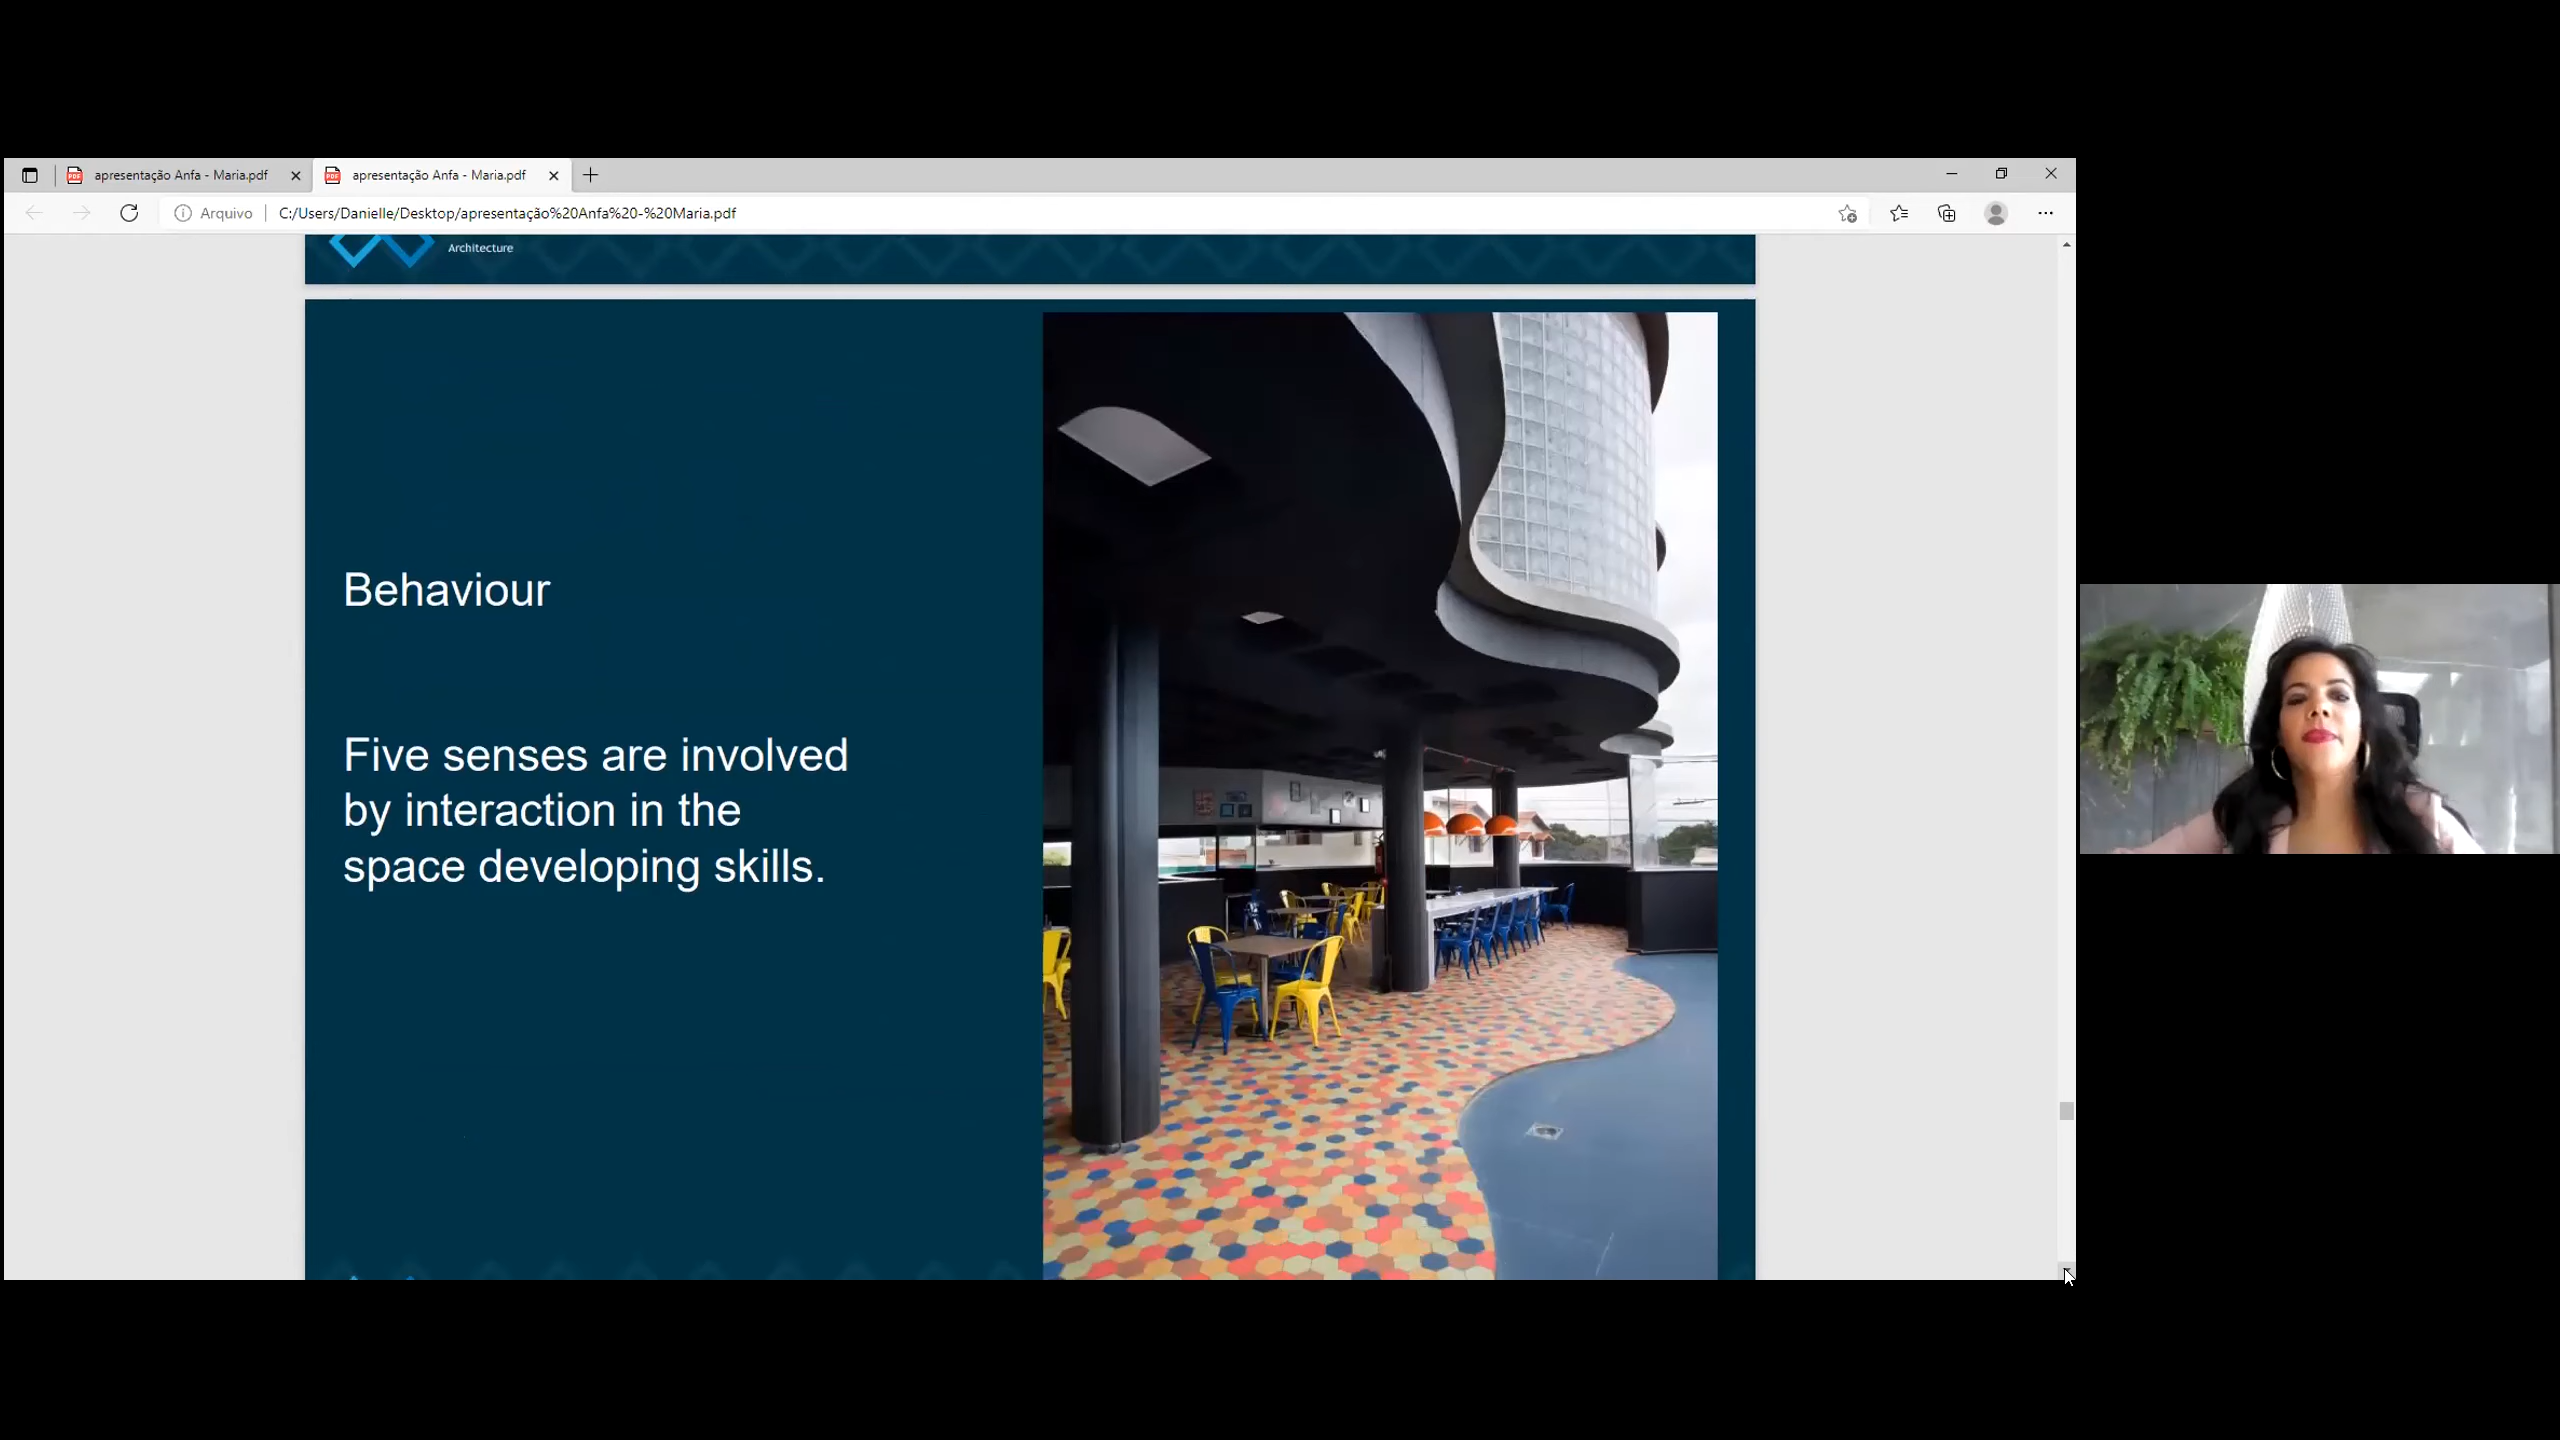 apresentação Anfa - Maria.pdf
apresentação Anfa - Maria.pdf
Arquivo
C:/Users/Danielle/Desktop/apresentação%20Anfa%20-%20Maria.pdf
Architecture
Behaviour
Five senses are involved
by interaction in the
space developing skills.